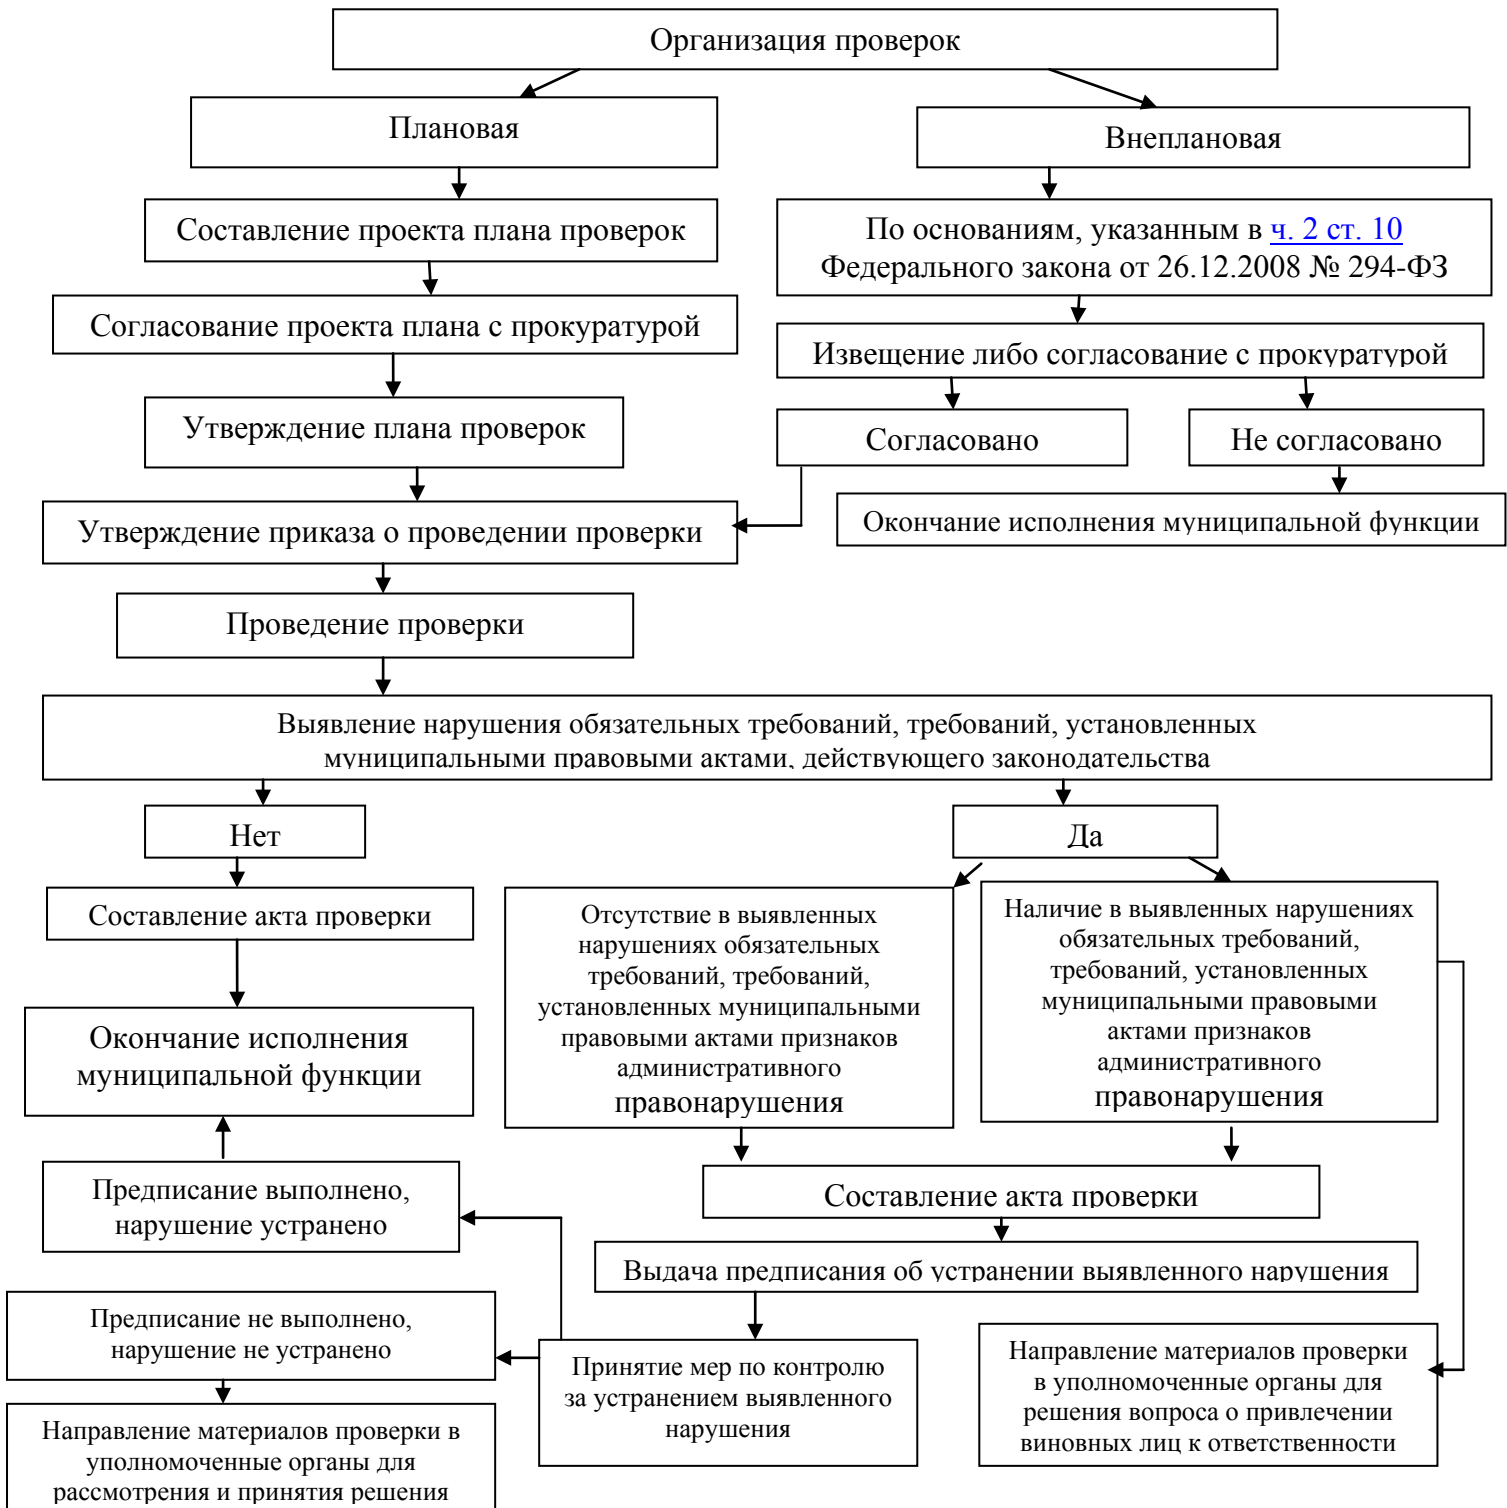 Организация проверок
Плановая
Внеплановая
Составление проекта плана проверок
По основаниям, указанным в ч. 2 ст. 10
Федерального закона от 26.12.2008 № 294-ФЗ
Согласование проекта плана с прокуратурой
Извещение либо согласование с прокуратурой
Утверждение плана проверок
Согласовано
Не согласовано
Утверждение приказа о проведении проверки
Окончание исполнения муниципальной функции
Проведение проверки
Выявление нарушения обязательных требований, требований, установленных
муниципальными правовыми актами, действующего законодательства
Нет
Да
Составление акта проверки
Отсутствие в выявленных
нарушениях обязательных
требований, требований,
установленных муниципальными
правовыми актами признаков
административного
правонарушения
Наличие в выявленных нарушениях
обязательных требований,
требований, установленных
муниципальными правовыми
актами признаков
административного
правонарушения
Окончание исполнения
муниципальной функции
Предписание выполнено,
нарушение устранено
Составление акта проверки
Выдача предписания об устранении выявленного нарушения
Предписание не выполнено,
нарушение не устранено
Принятие мер по контролю
за устранением выявленного
нарушения
Направление материалов проверки
в уполномоченные органы для
решения вопроса о привлечении
виновных лиц к ответственности
Направление материалов проверки в
уполномоченные органы для
рассмотрения и принятия решения